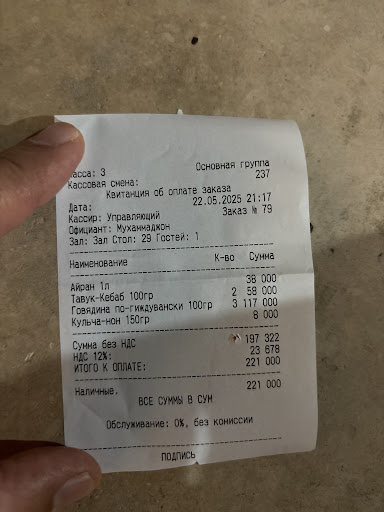 Касса: 3 Основная группа
Кассовая смена: 237
Квитанция об оплате заказа
Дата: 22.05.2025 21:17
Кассир: Управляющий Заказ № 79
Официант: Мухаммаджон
Зал: Зал Стол: 29 Гостей: 1
Наименование К-во Сумма
Айран 1л 38 000
Тавук-Кебаб 100гр 2 58 000
Говядина по-гиждувански 100гр 3 117 000
Кульча-нон 150гр 8 000
Сумма без НДС 197 322
НДС 12%: 23 678
ИТОГО К ОПЛАТЕ: 221 000
Наличные. 221 000
ВСЕ СУММЫ В СУМ
Обслуживание: 0%, без комиссии
ПОДПИСЬ